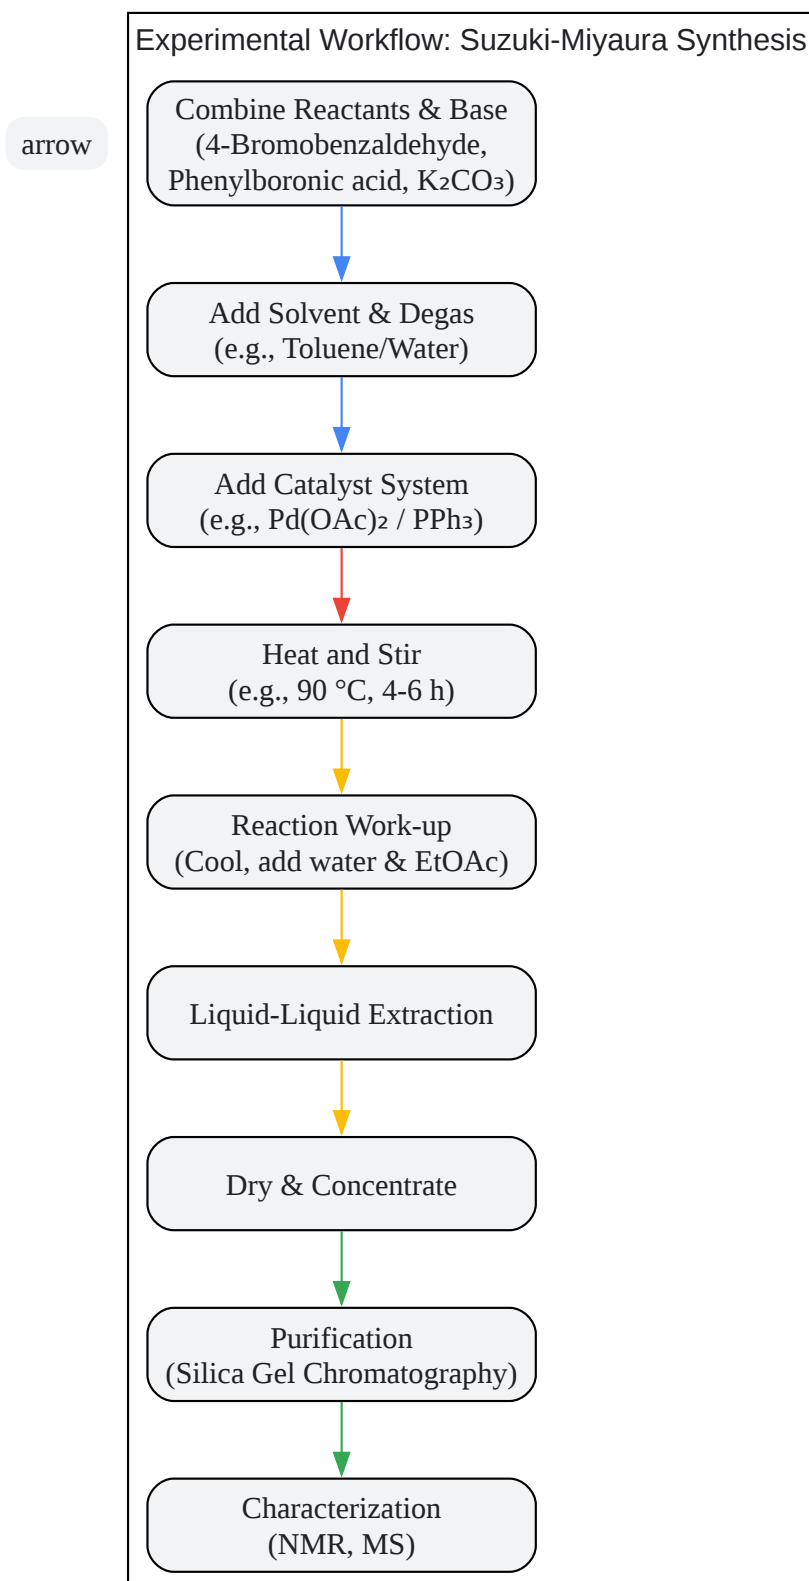 Experimental Workflow: Suzuki-Miyaura Synthesis
arrow
Combine Reactants & Base
(4-Bromobenzaldehyde,
Phenylboronic acid, K₂CO₃)
Add Solvent & Degas
(e.g., Toluene/Water)
Add Catalyst System
(e.g., Pd(OAc)₂ / PPh₃)
Heat and Stir
(e.g., 90 °C, 4-6 h)
Reaction Work-up
(Cool, add water & EtOAc)
Liquid-Liquid Extraction
Dry & Concentrate
Purification
(Silica Gel Chromatography)
Characterization
(NMR, MS)